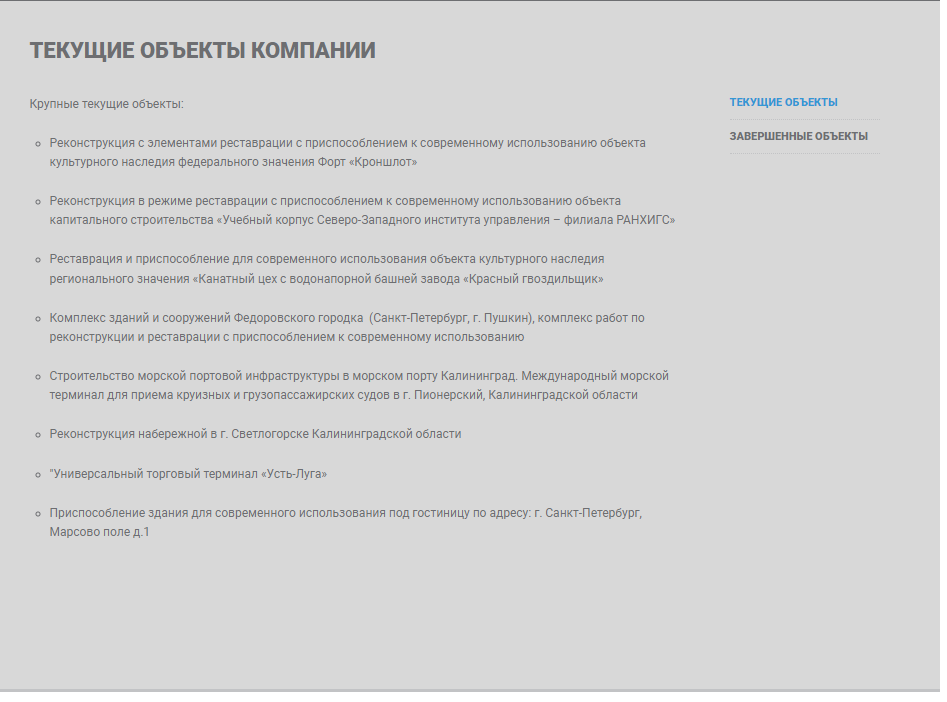 ТЕКУЩИЕ ОБЪЕКТЫ КОМПАНИИ
Крупные текущие объекты:
Реконструкция с элементами реставрации с приспособлением к современному использованию объекта
культурного наследия федерального значения Форт «Кроншлот»
Реконструкция в режиме реставрации с приспособлением к современному использованию объекта
капитального строительства «Учебный корпус Северо-Западного института управления – филиала РАНХИГС»
Реставрация и приспособление для современного использования объекта культурного наследия
регионального значения «Канатный цех с водонапорной башней завода «Красный гвоздильщик»
Комплекс зданий и сооружений Федоровского городка  (Санкт-Петербург, г. Пушкин), комплекс работ по
реконструкции и реставрации с приспособлением к современному использованию
Строительство морской портовой инфраструктуры в морском порту Калининград. Международный морской
терминал для приема круизных и грузопассажирских судов в г. Пионерский, Калининградской области
Реконструкция набережной в г. Светлогорске Калининградской области
"Универсальный торговый терминал «Усть-Луга»
Приспособление здания для современного использования под гостиницу по адресу: г. Санкт-Петербург,
Марсово поле д.1
ТЕКУЩИЕ ОБЪЕКТЫ
ЗАВЕРШЕННЫЕ ОБЪЕКТЫ